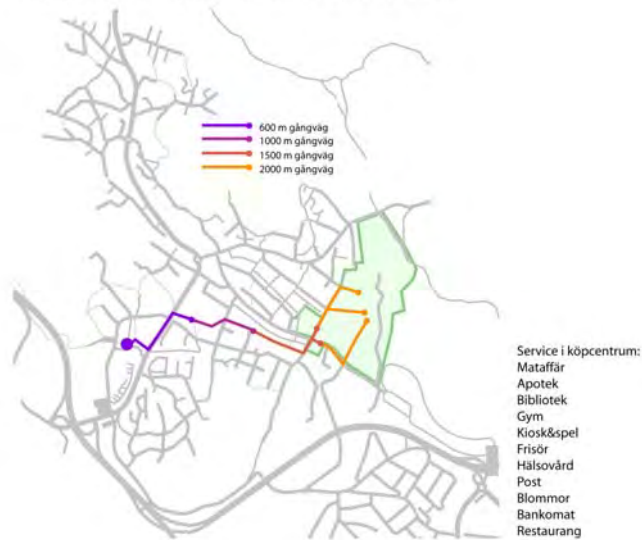 600 m gångväg
1000 m gångväg
1500 m gångväg
2000 m gångväg
Service i köpcentrum:
Mataffär
Apotek
Bibliotek
Gym
Kiosk&spel
Frisör
Hälsovård
Post
Blommor
Bankomat
Restaurang